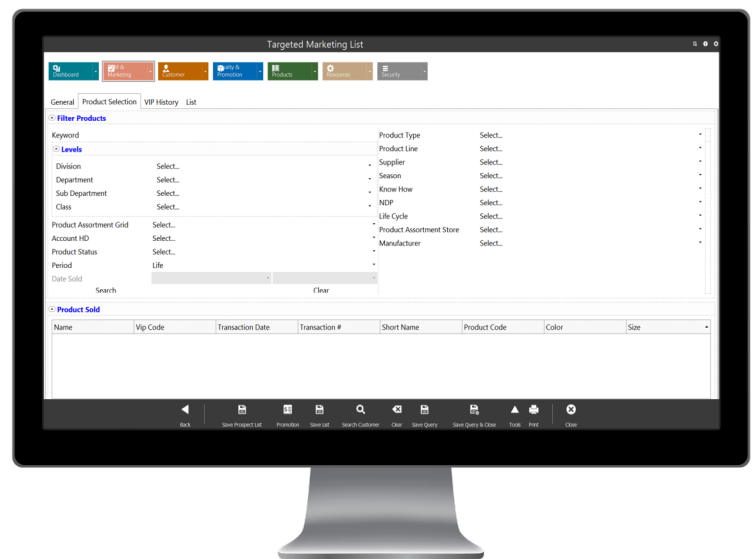 Targeted Marketing List
Dashboard
Marketing
Customer
Promotion
Products
Resources
Security
General Product Selection VIP History List
Filter Products
Keyword
Levels
Division Select...
Department Select...
Sub Department Select...
Class Select...
Product Assortment Grid Select...
Account HD Select...
Product Status Select...
Period Life
Date Sold
Search Clear
Product Type Select...
Product Line Select...
Supplier Select...
Season Select...
Know How Select...
NDP Select...
Life Cycle Select...
Product Assortment Store Select...
Manufacturer Select...
Product Sold
Name Vip Code Transaction Date Transaction # Short Name Product Code Color Size
Back Save Prospect List Promotion Save List Search Customer Clear Save Query Save Query & Close Tools Print Close